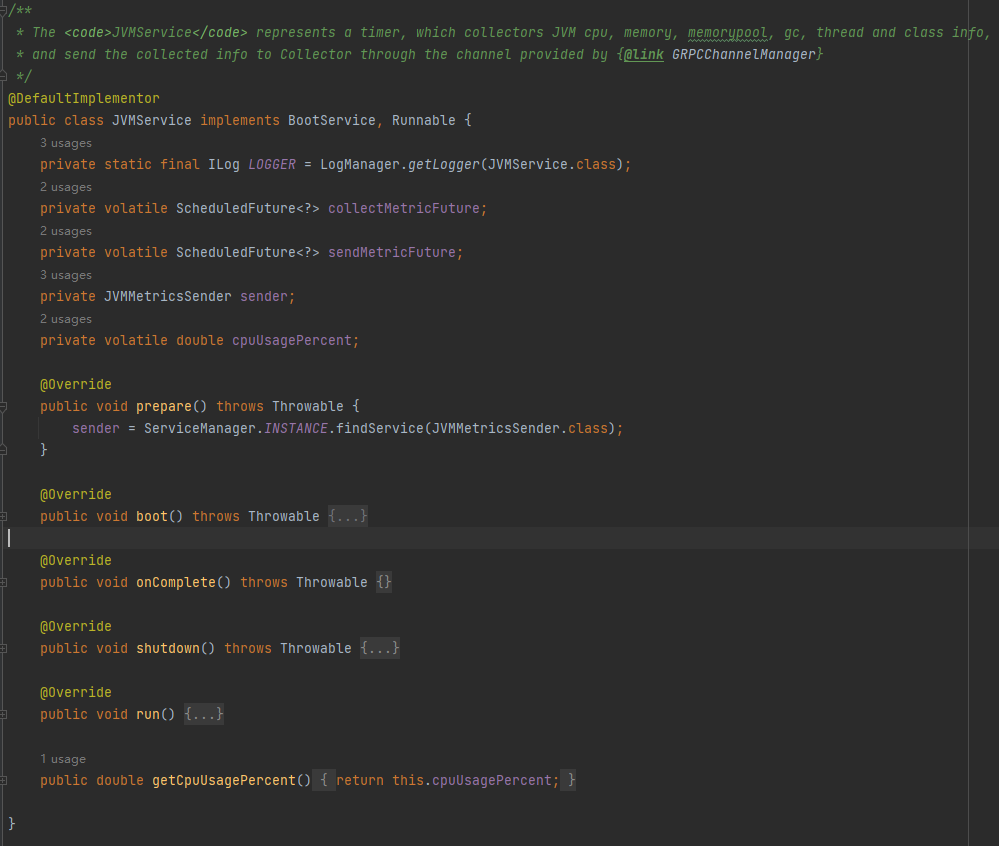 /**
 * The <code>JVMService</code> represents a timer, which collectors JVM cpu, memory, memorypool, gc, thread and class info,
 * and send the collected info to Collector through the channel provided by {@link GRPCChannelManager}
 */
@DefaultImplementor
public class JVMService implements BootService, Runnable {
3 usages
private static final ILog LOGGER = LogManager.getLogger(JVMService.class);
2 usages
private volatile ScheduledFuture<?> collectMetricFuture;
2 usages
private volatile ScheduledFuture<?> sendMetricFuture;
3 usages
private JVMMetricsSender sender;
2 usages
private volatile double cpuUsagePercent;
@Override
public void prepare() throws Throwable {
sender = ServiceManager.INSTANCE.findService(JVMMetricsSender.class);
}
@Override
public void boot() throws Throwable {...}
@Override
public void onComplete() throws Throwable {}
@Override
public void shutdown() throws Throwable {...}
@Override
public void run() {...}
1 usage
public double getCpuUsagePercent() { return this.cpuUsagePercent; }
}